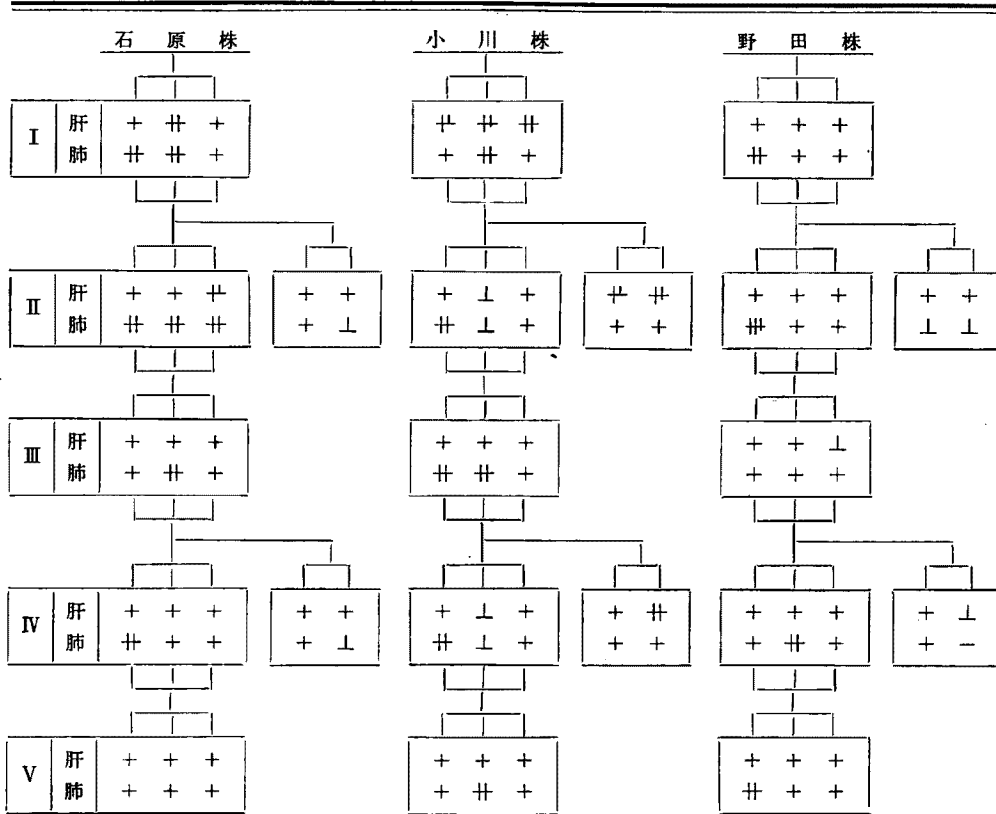 石原株 小川株 野田株
I 肝 + ⧺ + ⧺ ⧺ ⧺ + + +
肺 ⧺ ⧺ + + ⧺ + ⧺ + +
II 肝 + + ⧺ + + + ⊥ + ⧺ ⧺ + + + + +
肺 ⧺ ⧺ ⧺ + ⊥ ⧺ ⊥ + + + ⧻ + + ⊥ ⊥
III 肝 + + + + + + + + ⊥
肺 + ⧺ + ⧺ ⧺ + + + +
IV 肝 + + + + + + ⊥ + + ⧺ + + + + ⊥
肺 ⧺ + + + ⊥ ⧺ ⊥ + + + + ⧺ + + −
V 肝 + + + + + + + + +
肺 + + + + ⧺ + ⧺ + +